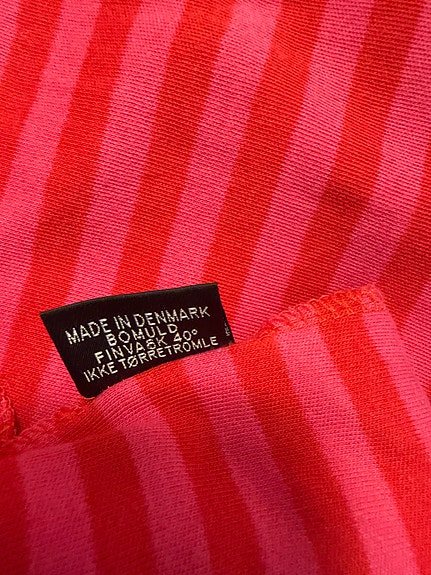 MADE IN DENMARK
BOMULD
FINVASK 40°
IKKE TØRRETROMLE